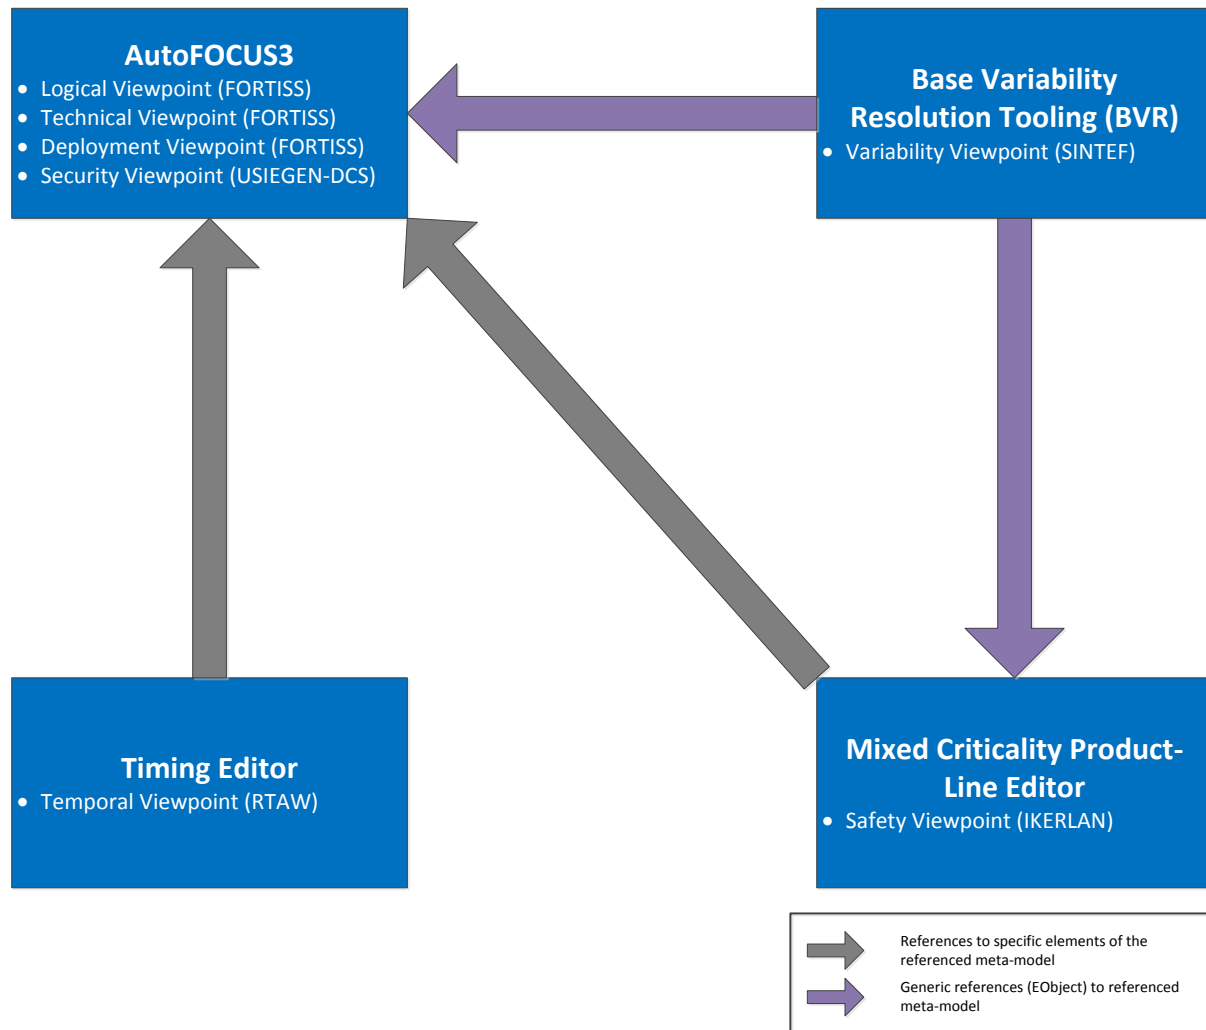 AutoFOCUS3
• Logical Viewpoint (FORTISS)
• Technical Viewpoint (FORTISS)
• Deployment Viewpoint (FORTISS)
• Security Viewpoint (USIEGEN-DCS)
Base Variability
Resolution Tooling (BVR)
• Variability Viewpoint (SINTEF)
Timing Editor
• Temporal Viewpoint (RTAW)
Mixed Criticality Product-
Line Editor
• Safety Viewpoint (IKERLAN)
References to specific elements of the
referenced meta-model
Generic references (EObject) to referenced
meta-model